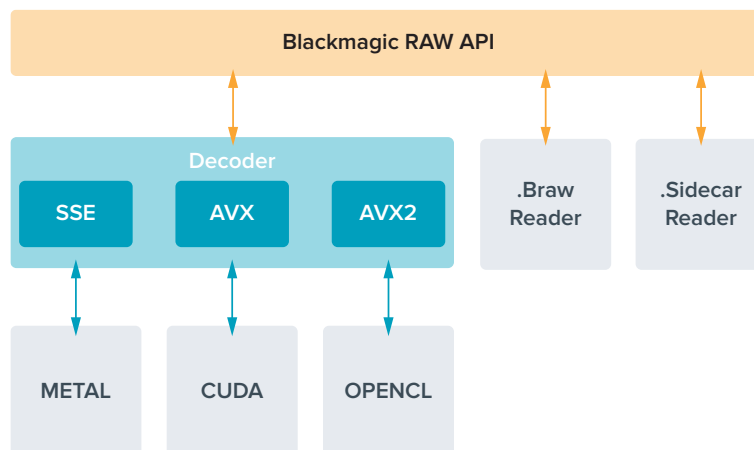 Blackmagic RAW API
Decoder
SSE
AVX
AVX2
.Braw
Reader
.Sidecar
Reader
METAL
CUDA
OPENCL